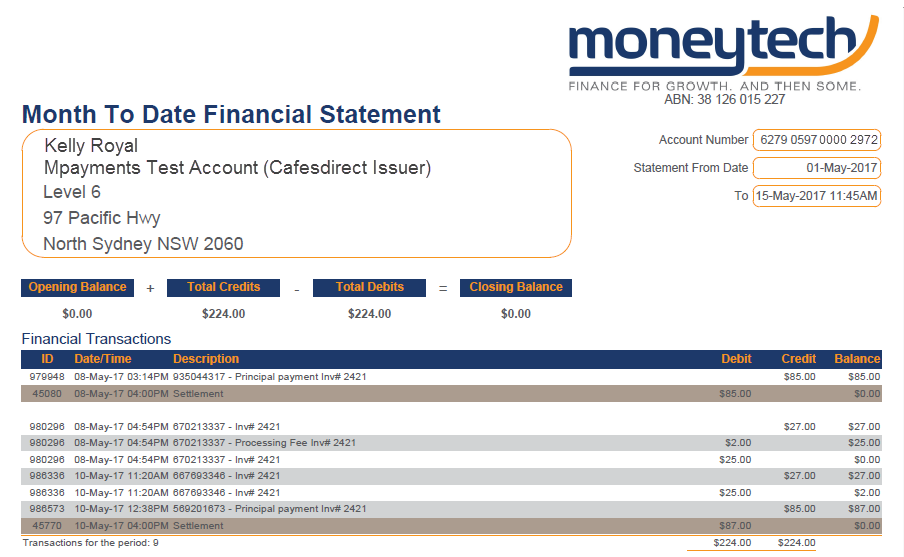 moneytech
FINANCE FOR GROWTH. AND THEN SOME.
ABN: 38 126 015 227
Month To Date Financial Statement
Kelly Royal
Mpayments Test Account (Cafesdirect Issuer)
Level 6
97 Pacific Hwy
North Sydney NSW 2060
Account Number 6279 0597 0000 2972
Statement From Date 01-May-2017
To 15-May-2017 11:45AM
Opening Balance + Total Credits - Total Debits = Closing Balance
$0.00 $224.00 $224.00 $0.00
Financial Transactions
ID Date/Time Description Debit Credit Balance
979948 08-May-17 03:14PM 935044317 - Principal payment Inv# 2421 $85.00 $85.00
45080 08-May-17 04:00PM Settlement $85.00 $0.00
980296 08-May-17 04:54PM 670213337 - Inv# 2421 $27.00 $27.00
980296 08-May-17 04:54PM 670213337 - Processing Fee Inv# 2421 $2.00 $25.00
980296 08-May-17 04:54PM 670213337 - Inv# 2421 $25.00 $0.00
986336 10-May-17 11:20AM 667693346 - Inv# 2421 $27.00 $27.00
986336 10-May-17 11:20AM 667693346 - Inv# 2421 $25.00 $2.00
986573 10-May-17 12:38PM 569201673 - Principal payment Inv# 2421 $85.00 $87.00
45770 10-May-17 04:00PM Settlement $87.00 $0.00
Transactions for the period: 9 $224.00 $224.00